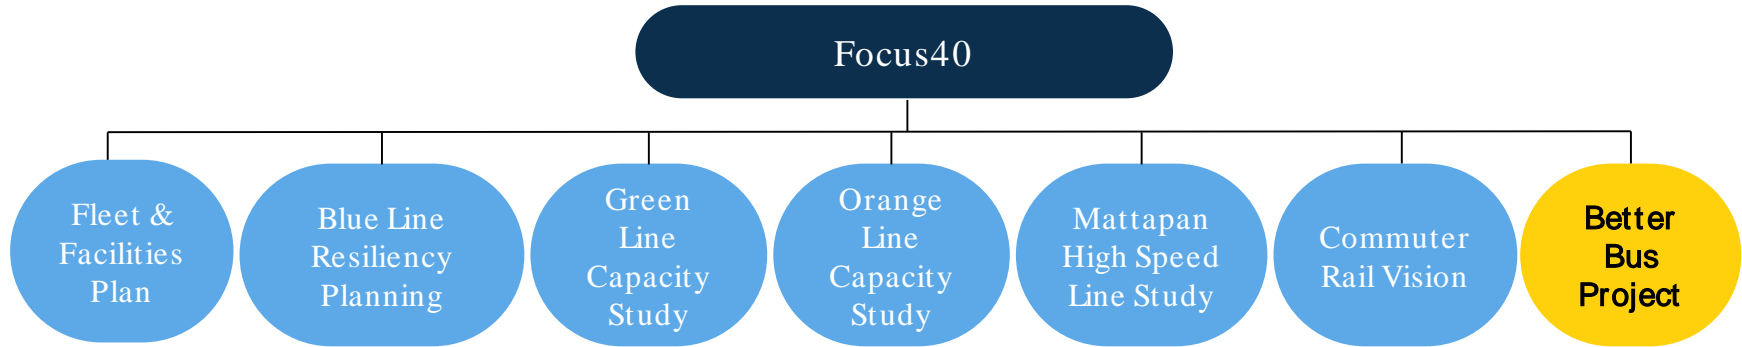 Focus40
Fleet &
Facilities
Plan
Blue Line
Resiliency
Planning
Green
Line
Capacity
Study
Orange
Line
Capacity
Study
Mattapan
High Speed
Line Study
Commuter
Rail Vision
Better
Bus
Project